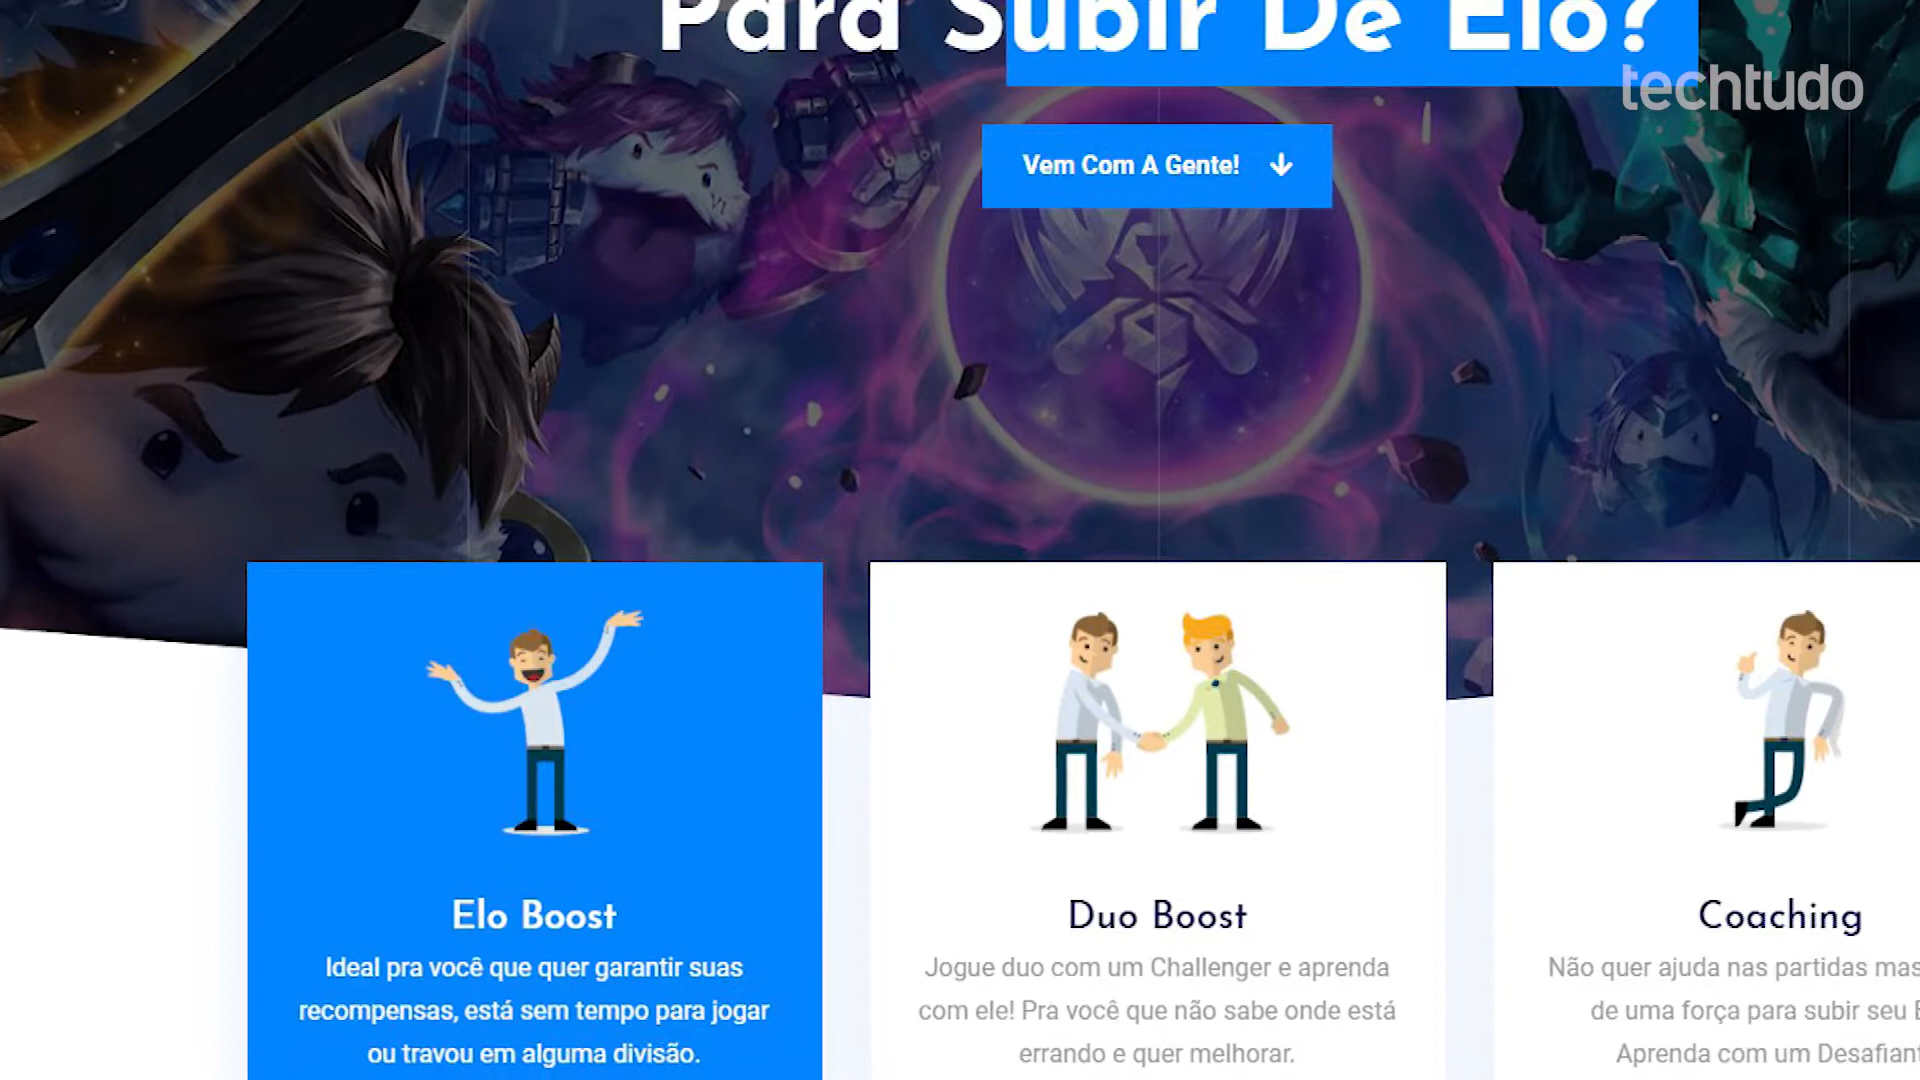 Para Subir De Elo?
techtudo
Vem Com A Gente!
Elo Boost
Ideal pra você que quer garantir suas
recompensas, está sem tempo para jogar
ou travou em alguma divisão.
Duo Boost
Jogue duo com um Challenger e aprenda
com ele! Pra você que não sabe onde está
errando e quer melhorar.
Coaching
Não quer ajuda nas partidas mas
de uma força para subir seu
Aprenda com um